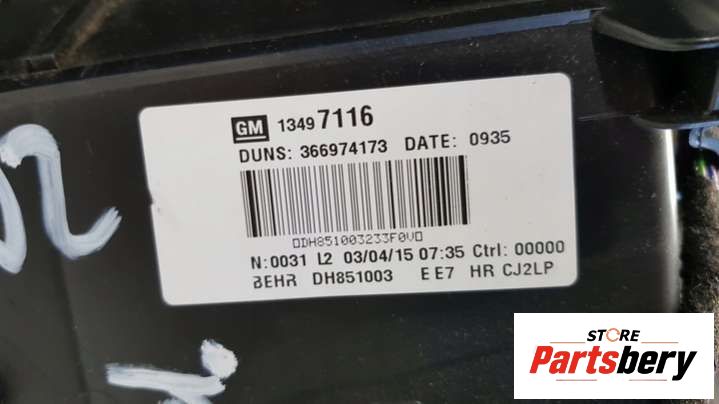 GM 13497116
DUNS: 366974173 DATE: 0935
DH851003233F0V
N:0031 L2 03/04/15 07:35 Ctrl: 00000
BEHR DH851003 E E7 HR CJ2LP
STORE
Partsbery